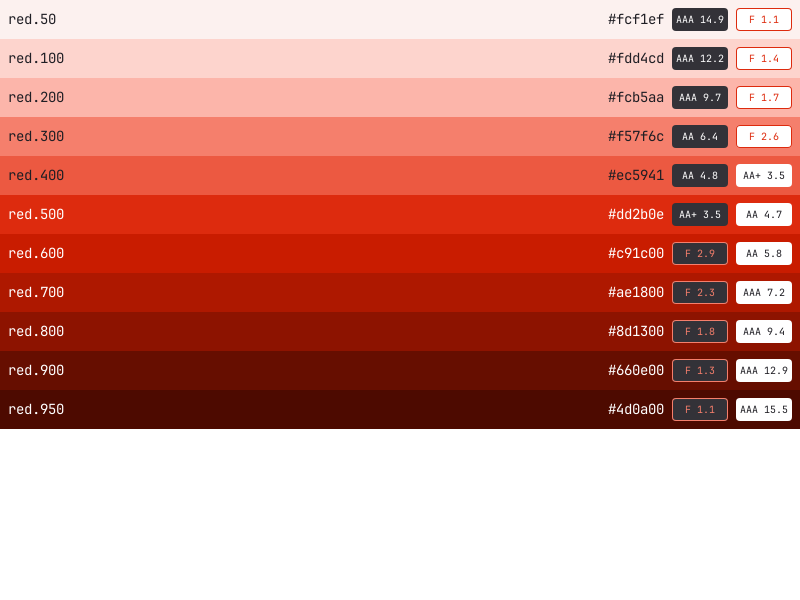 red.50 #fcf1ef AAA 14.9 F 1.1
red.100 #fdd4cd AAA 12.2 F 1.4
red.200 #fcb5aa AAA 9.7 F 1.7
red.300 #f57f6c AA 6.4 F 2.6
red.400 #ec5941 AA 4.8 AA+ 3.5
red.500 #dd2b0e AA+ 3.5 AA 4.7
red.600 #c91c00 F 2.9 AA 5.8
red.700 #ae1800 F 2.3 AAA 7.2
red.800 #8d1300 F 1.8 AAA 9.4
red.900 #660e00 F 1.3 AAA 12.9
red.950 #4d0a00 F 1.1 AAA 15.5